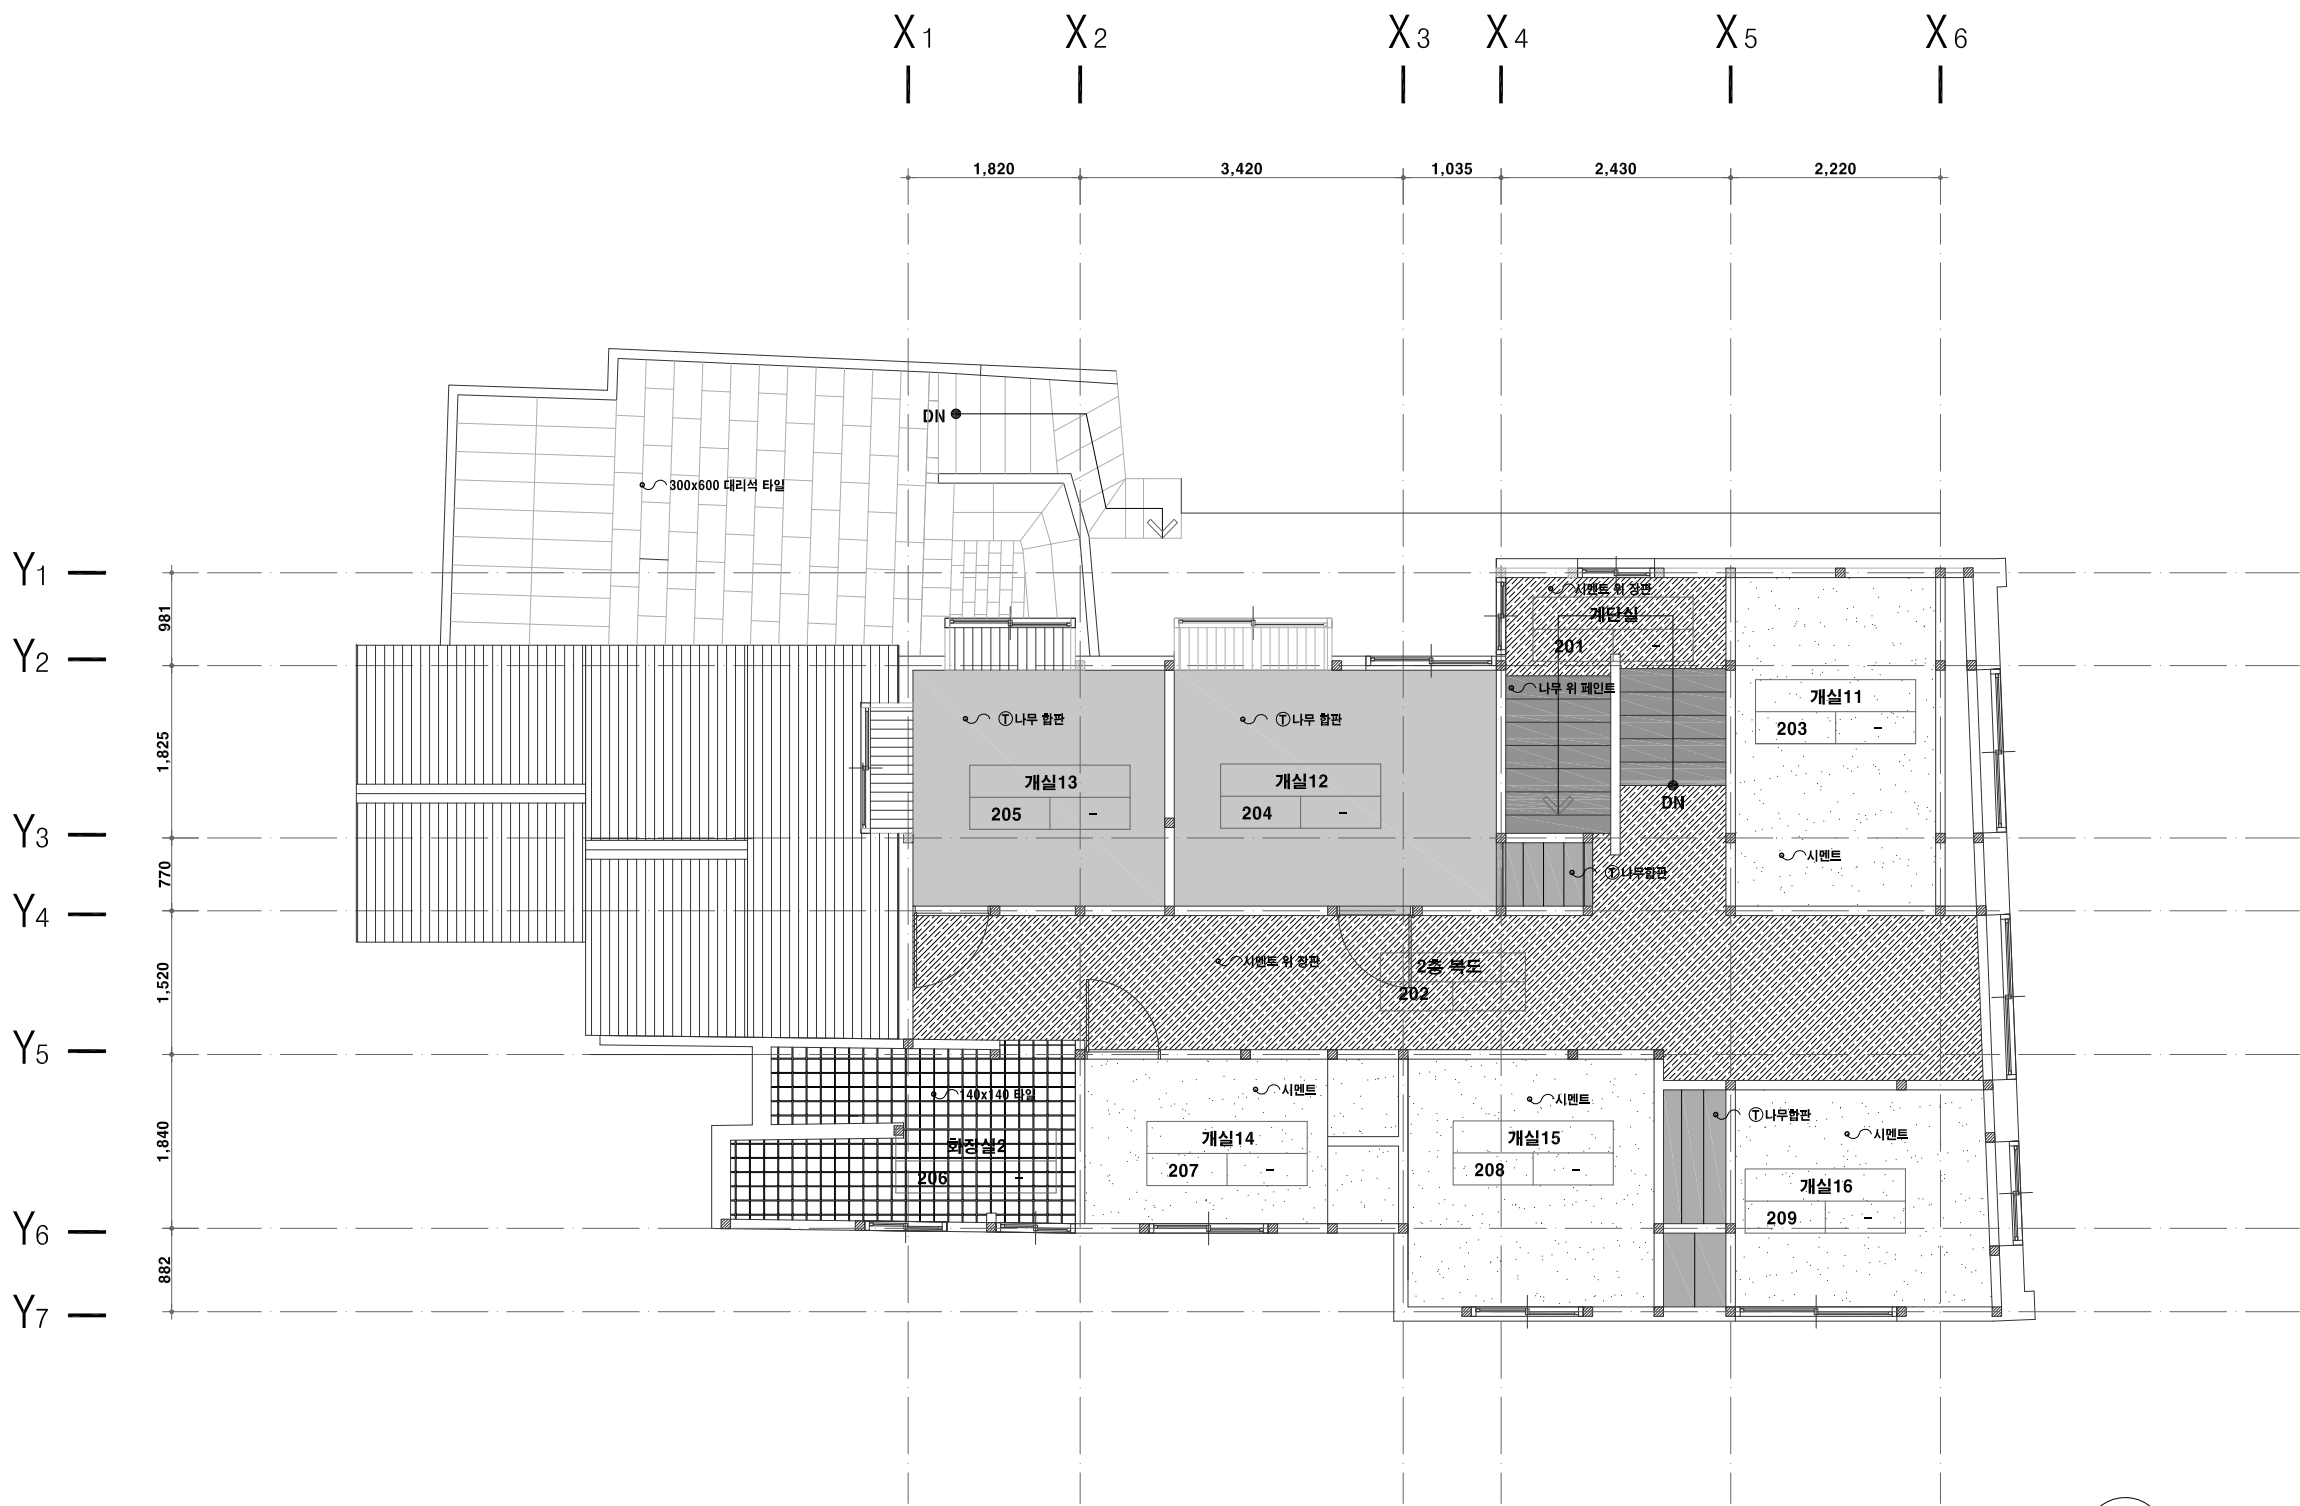 X1 X2 X3 X4 X5 X6
1,820 3,420 1,035 2,430 2,220
DN
300x600 대리석 타일
Y1
981
시멘트 위 장판
계단실
201 -
Y2
나무 위 페인트
개실11
203 -
Ⓣ나무 합판
Ⓣ나무 합판
1,825
개실13
205 -
개실12
204 -
DN
Y3
시멘트
770
Ⓣ나무합판
Y4
시멘트 위 장판
2층 복도
202
1,520
Y5
140x140 타일
시멘트
시멘트
Ⓣ나무합판
시멘트
1,840
화장실2
206 -
개실14
207 -
개실15
208 -
개실16
209 -
Y6
882
Y7